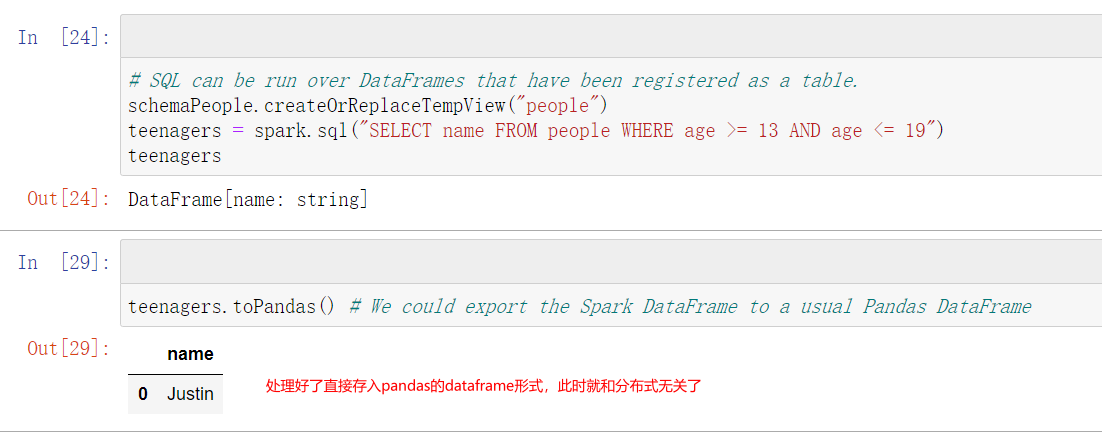 In [24]:
# SQL can be run over DataFrames that have been registered as a table.
schemaPeople.createOrReplaceTempView("people")
teenagers = spark.sql("SELECT name FROM people WHERE age >= 13 AND age <= 19")
teenagers
Out[24]: DataFrame[name: string]
In [29]:
teenagers.toPandas() # We could export the Spark DataFrame to a usual Pandas DataFrame
Out[29]:
name
0 Justin
处理好了直接存入pandas的dataframe形式，此时就和分布式无关了